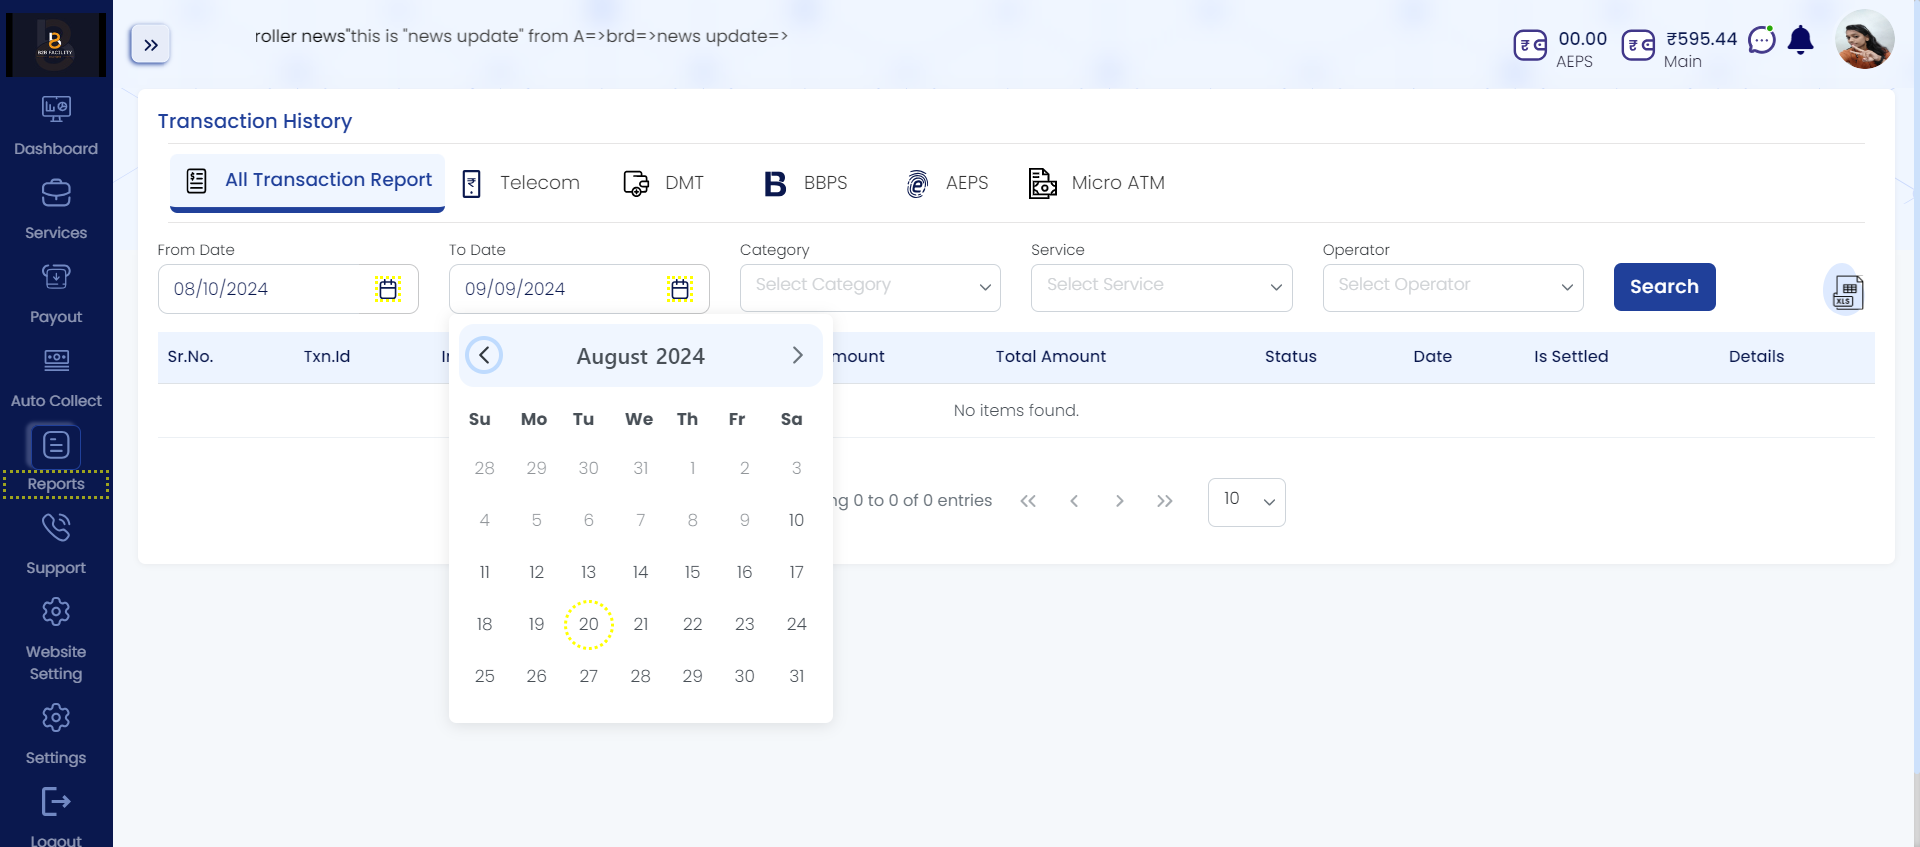 B2B FACILITY
roller news"this is "news update" from A=>brd=>news update=>
00.00
AEPS
₹595.44
Main
Dashboard
Services
Payout
Auto Collect
Reports
Support
Website
Setting
Settings
Logout
Transaction History
All Transaction Report
Telecom
DMT
BBPS
AEPS
Micro ATM
From Date
To Date
Category
Service
Operator
08/10/2024
09/09/2024
Select Category
Select Service
Select Operator
Search
XLS
Sr.No.
Txn.Id
mount
Total Amount
Status
Date
Is Settled
Details
No items found.
ng 0 to 0 of 0 entries
10
August 2024
Su Mo Tu We Th Fr Sa
28 29 30 31 1 2 3
4 5 6 7 8 9 10
11 12 13 14 15 16 17
18 19 20 21 22 23 24
25 26 27 28 29 30 31